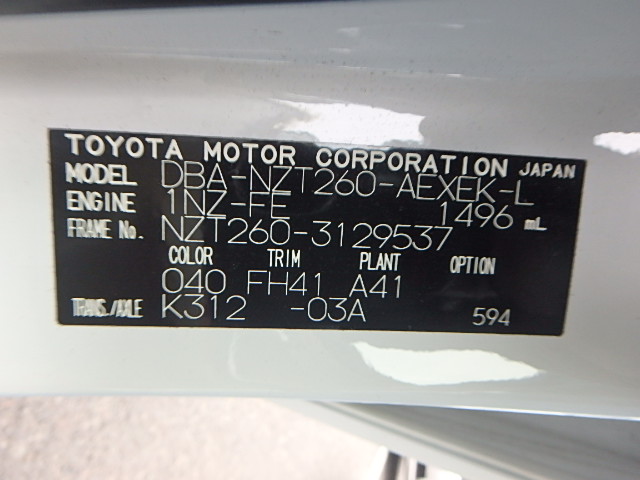 TOYOTA MOTOR CORPORATION JAPAN
MODEL DBA-NZT260-AEXEK-L
ENGINE 1NZ-FE 1496 mL
FRAME No. NZT260-3129537
COLOR TRIM PLANT OPTION
040 FH41 A41
TRANS./AXLE K312 -03A 594